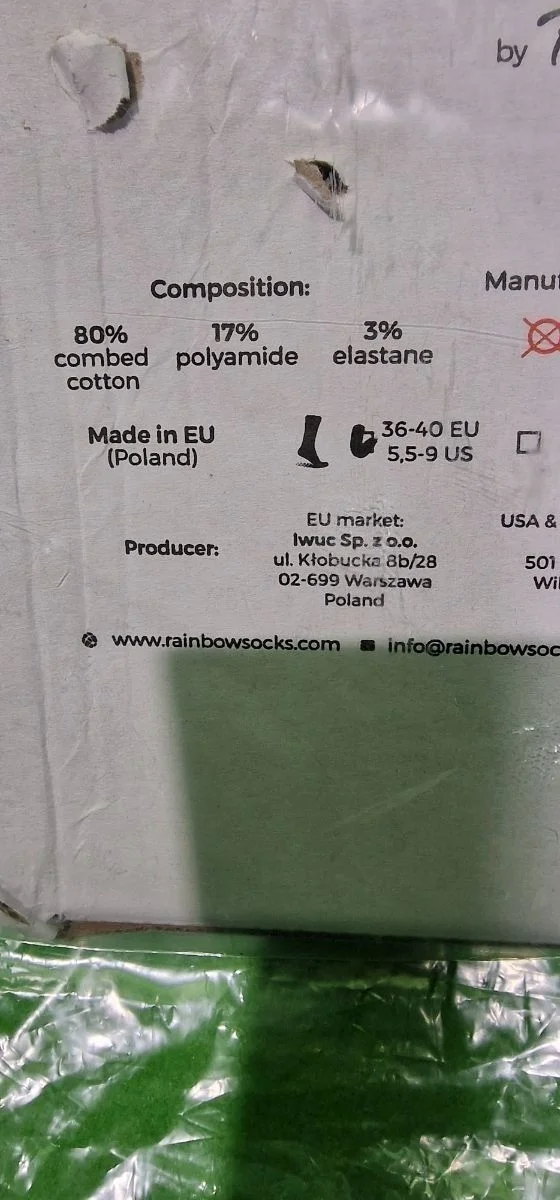 by
Composition:
80%
combed
cotton
17%
polyamide
3%
elastane
Made in EU
(Poland)
36-40 EU
5,5-9 US
Producer:
EU market:
Iwuc Sp. z o.o.
ul. Kłobucka 8b/28
02-699 Warszawa
Poland
USA &
501
www.rainbowsocks.com